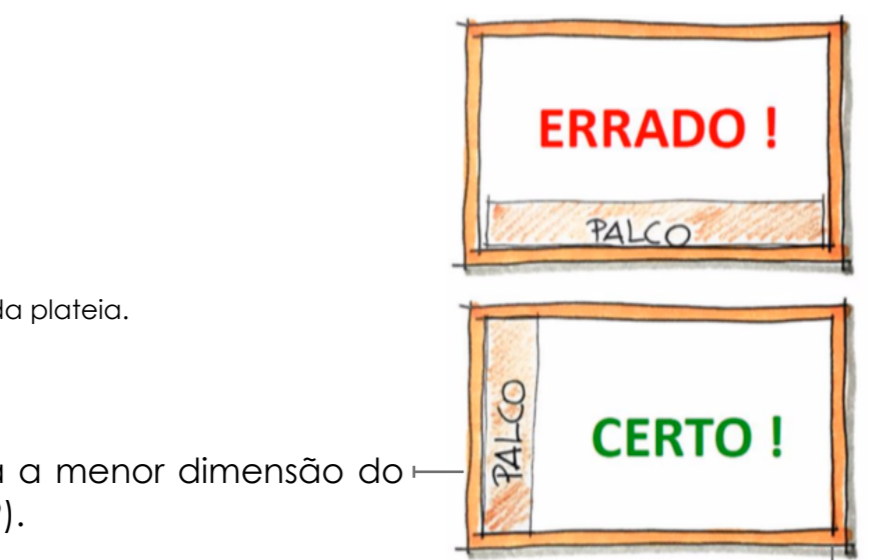 ERRADO !
PALCO
da plateia.
a menor dimensão do
CERTO !
PALCO
).